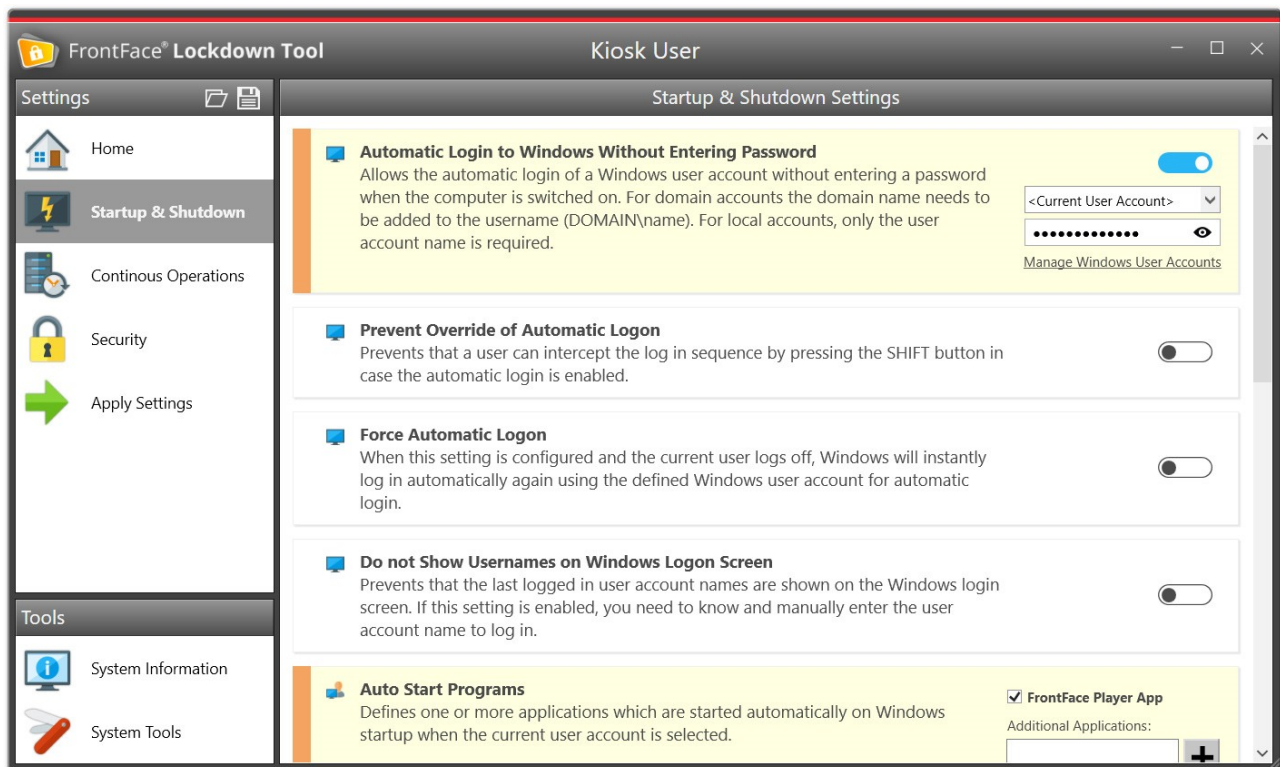 FrontFace® Lockdown Tool
Kiosk User
Settings
Home
Startup & Shutdown
Continous Operations
Security
Apply Settings
Tools
System Information
System Tools
Startup & Shutdown Settings
Automatic Login to Windows Without Entering Password
Allows the automatic login of a Windows user account without entering a password
when the computer is switched on. For domain accounts the domain name needs to
be added to the username (DOMAIN\name). For local accounts, only the user
account name is required.
<Current User Account>
•••••••••••••
Manage Windows User Accounts
Prevent Override of Automatic Logon
Prevents that a user can intercept the log in sequence by pressing the SHIFT button in
case the automatic login is enabled.
Force Automatic Logon
When this setting is configured and the current user logs off, Windows will instantly
log in automatically again using the defined Windows user account for automatic
login.
Do not Show Usernames on Windows Logon Screen
Prevents that the last logged in user account names are shown on the Windows login
screen. If this setting is enabled, you need to know and manually enter the user
account name to log in.
Auto Start Programs
Defines one or more applications which are started automatically on Windows
startup when the current user account is selected.
FrontFace Player App
Additional Applications: